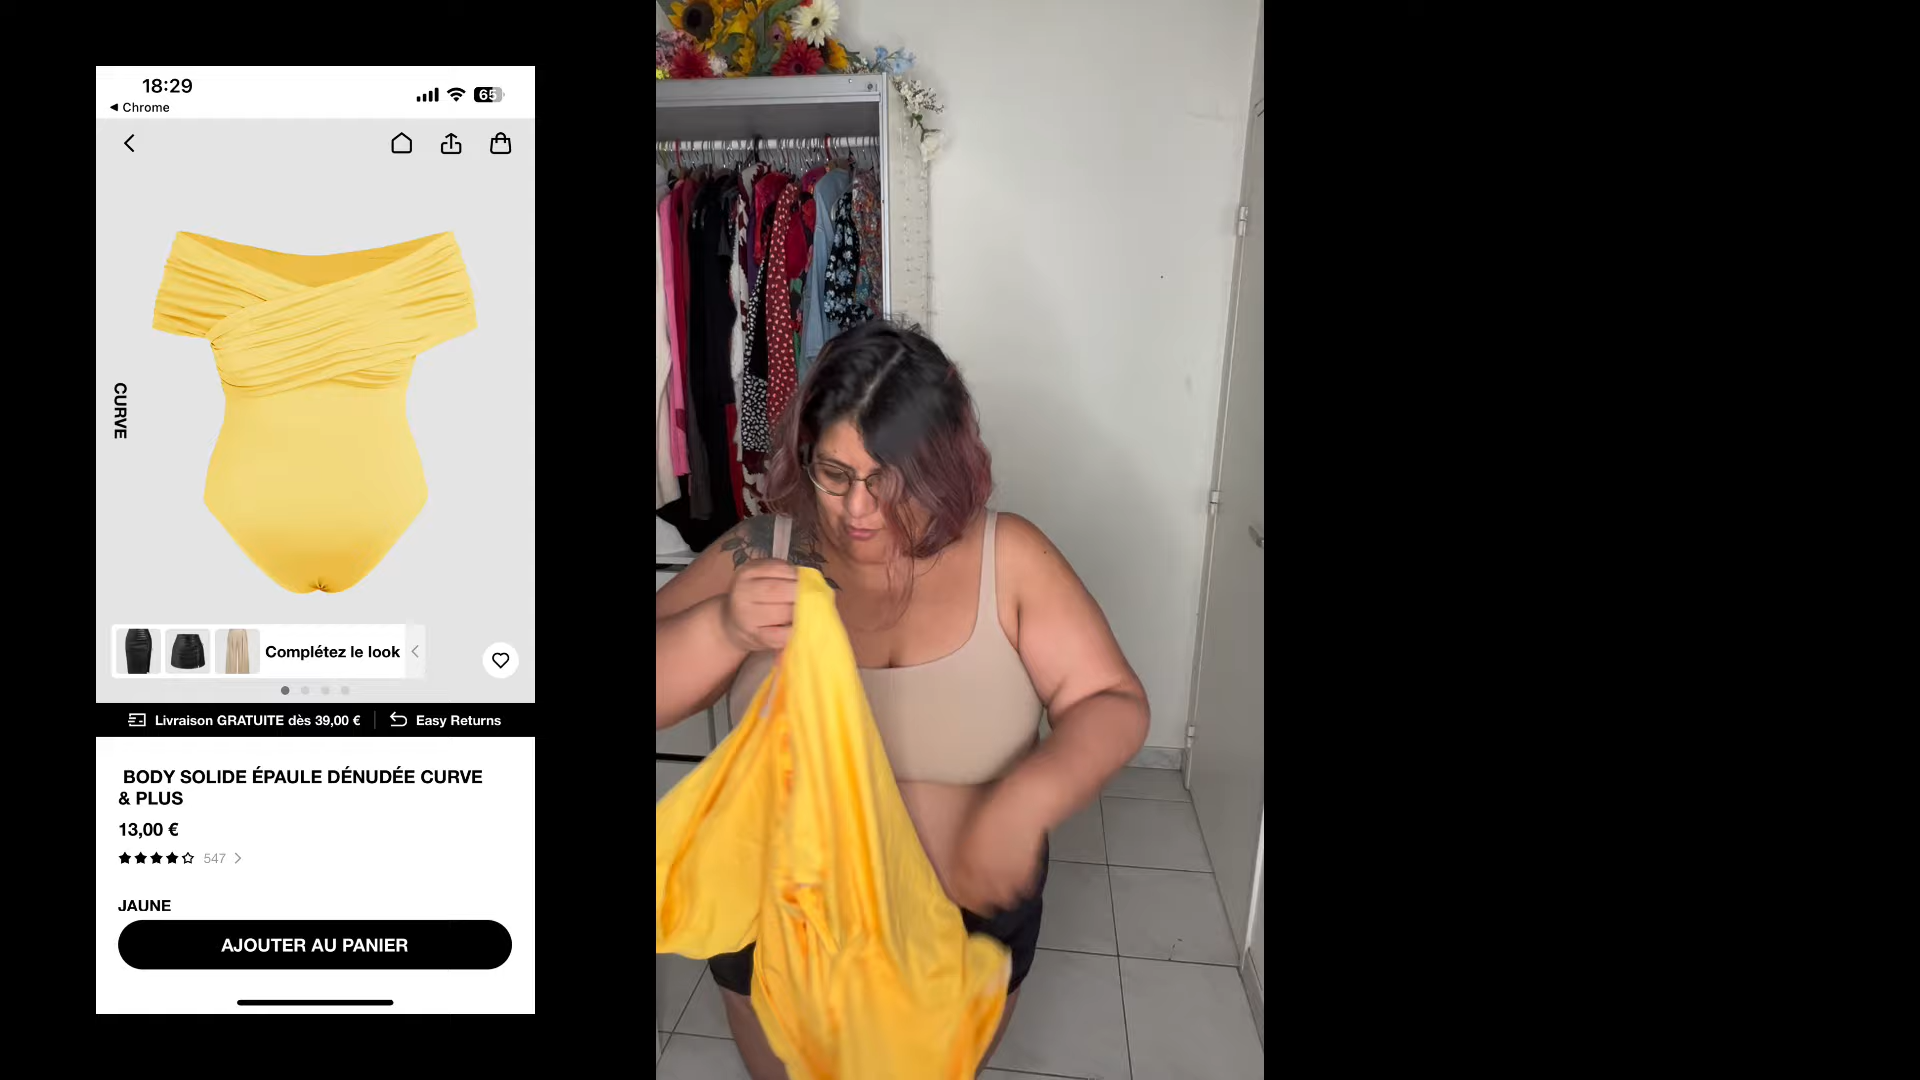 18:29
65
◄ Chrome
CURVE
Complétez le look
Livraison GRATUITE dès 39,00 €
Easy Returns
BODY SOLIDE ÉPAULE DÉNUDÉE CURVE
& PLUS
13,00 €
547
JAUNE
AJOUTER AU PANIER